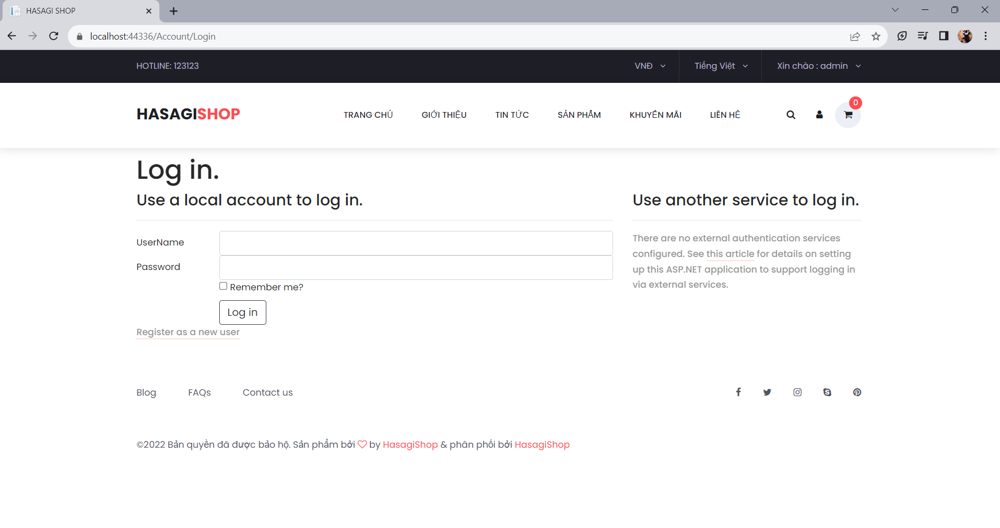 HASAGI SHOP
localhost:44336/Account/Login
HOTLINE: 123123
VNĐ
Tiếng Việt
Xin chào : admin
HASAGISHOP
TRANG CHỦ
GIỚI THIỆU
TIN TỨC
SẢN PHẨM
KHUYẾN MÃI
LIÊN HỆ
0
Log in.
Use a local account to log in.
UserName
Password
Remember me?
Log in
Register as a new user
Use another service to log in.
There are no external authentication services
configured. See this article for details on setting
up this ASP.NET application to support logging in
via external services.
Blog
FAQs
Contact us
©2022 Bản quyền đã được bảo hộ. Sản phẩm bởi ♡ by HasagiShop & phân phối bởi HasagiShop